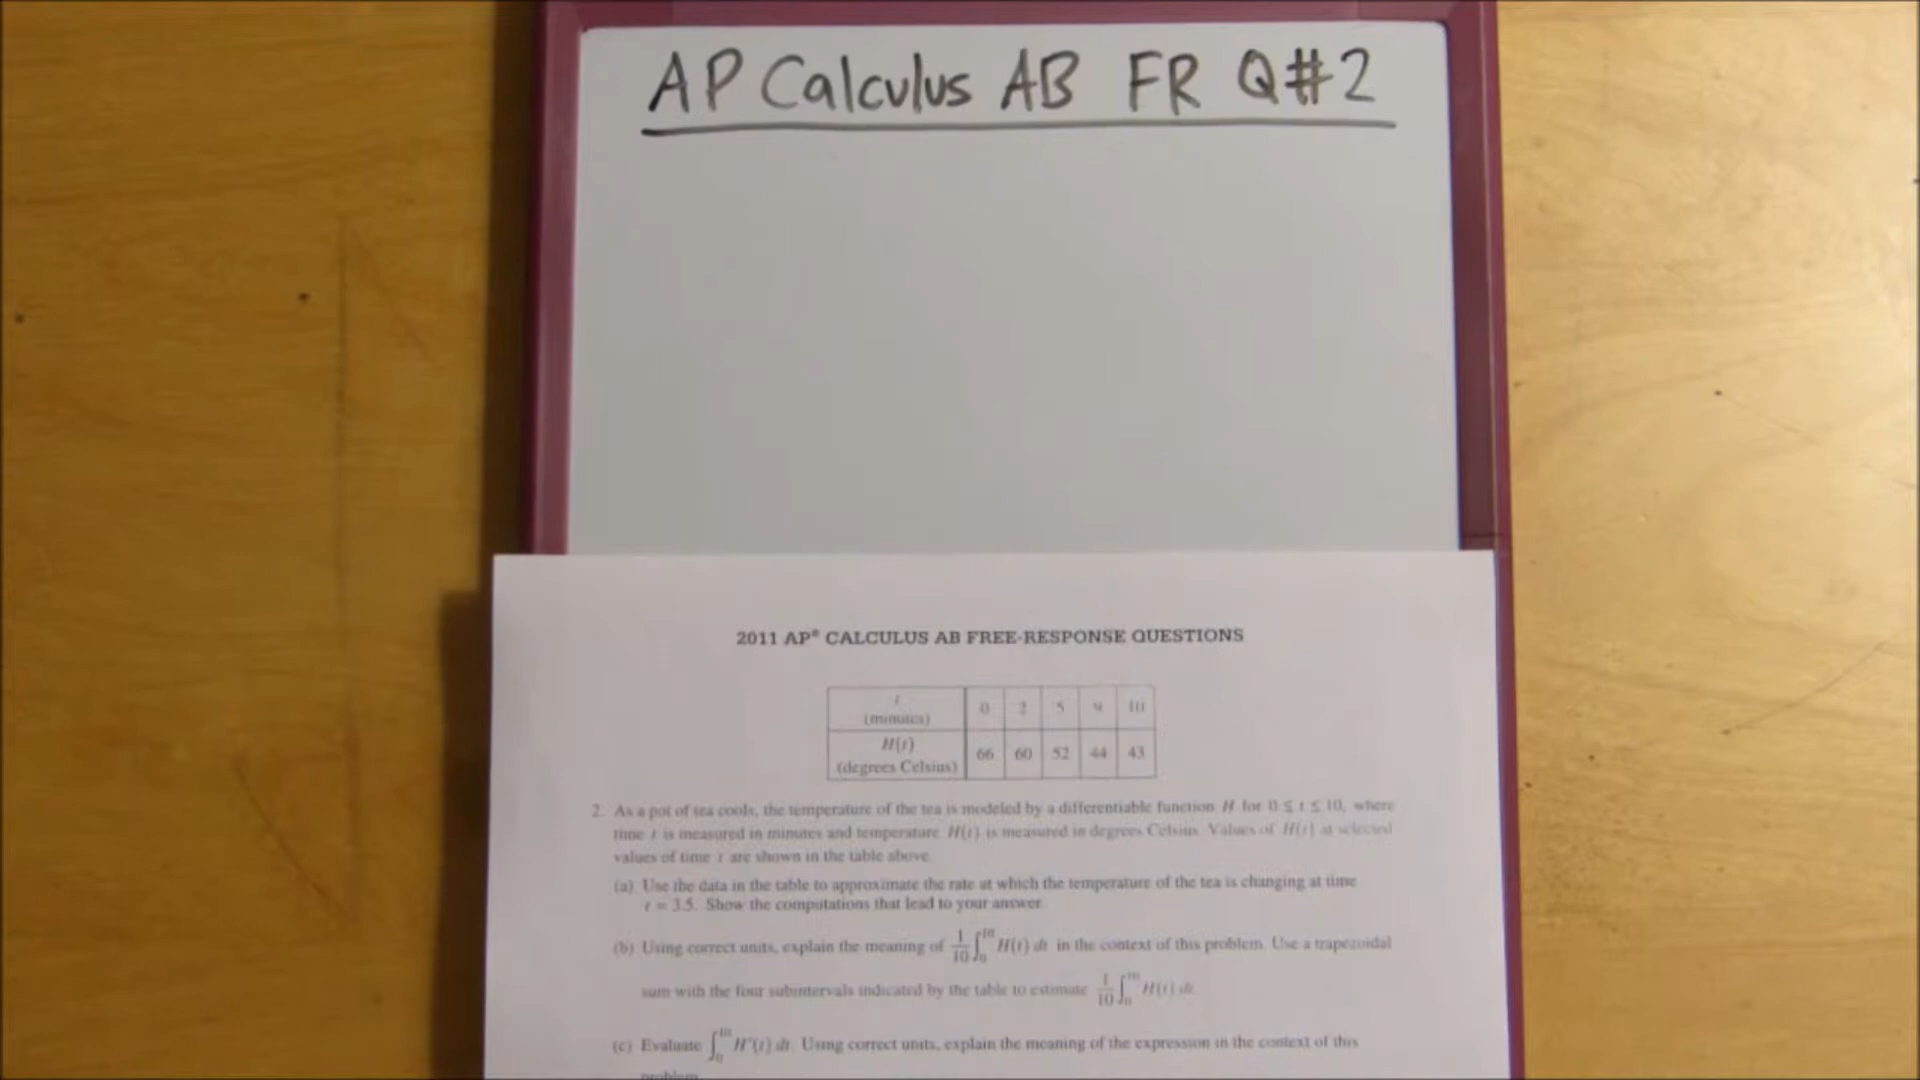 AP Calculus AB FR Q#2
2011 AP® CALCULUS AB FREE-RESPONSE QUESTIONS
t (minutes) 0 2 5 9 10
H(t) (degrees Celsius) 66 60 52 44 43
2. As a pot of tea cools, the temperature of the tea is modeled by a differentiable function H for 0 ≤ t ≤ 10, where
time t is measured in minutes and temperature H(t) is measured in degrees Celsius. Values of H(t) at selected
values of time t are shown in the table above.
(a) Use the data in the table to approximate the rate at which the temperature of the tea is changing at time
t = 3.5. Show the computations that lead to your answer.
(b) Using correct units, explain the meaning of 1/10 ∫₀¹⁰ H(t) dt in the context of this problem. Use a trapezoidal
sum with the four subintervals indicated by the table to estimate 1/10 ∫₀¹⁰ H(t) dt.
(c) Evaluate ∫₀¹⁰ H′(t) dt. Using correct units, explain the meaning of the expression in the context of this
problem.